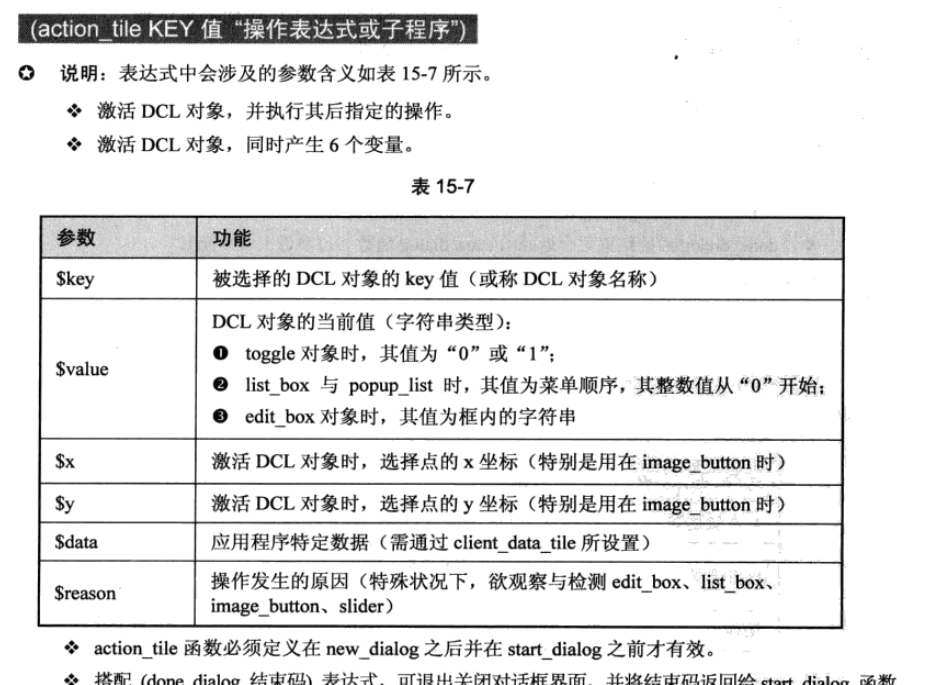 (action_tile KEY 值 “操作表达式或子程序”)
✪ 说明：表达式中会涉及的参数含义如表 15-7 所示。
❖ 激活 DCL 对象，并执行其后指定的操作。
❖ 激活 DCL 对象，同时产生 6 个变量。
表 15-7
参数 功能
$key 被选择的 DCL 对象的 key 值（或称 DCL 对象名称）
$value
DCL 对象的当前值（字符串类型）：
❶ toggle 对象时，其值为“0”或“1”；
❷ list_box 与 popup_list 时，其值为菜单顺序，其整数值从“0”开始；
❸ edit_box 对象时，其值为框内的字符串
$x 激活 DCL 对象时，选择点的 x 坐标（特别是用在 image_button 时）
$y 激活 DCL 对象时，选择点的 y 坐标（特别是用在 image_button 时）
$data 应用程序特定数据（需通过 client_data_tile 所设置）
$reason
操作发生的原因（特殊状况下，欲观察与检测 edit_box、list_box、
image_button、slider）
❖ action_tile 函数必须定义在 new_dialog 之后并在 start_dialog 之前才有效。
❖ 搭配 (done_dialog 结束码) 表达式，可退出关闭对话框界面，并将结束码返回给 start_dialog 函数